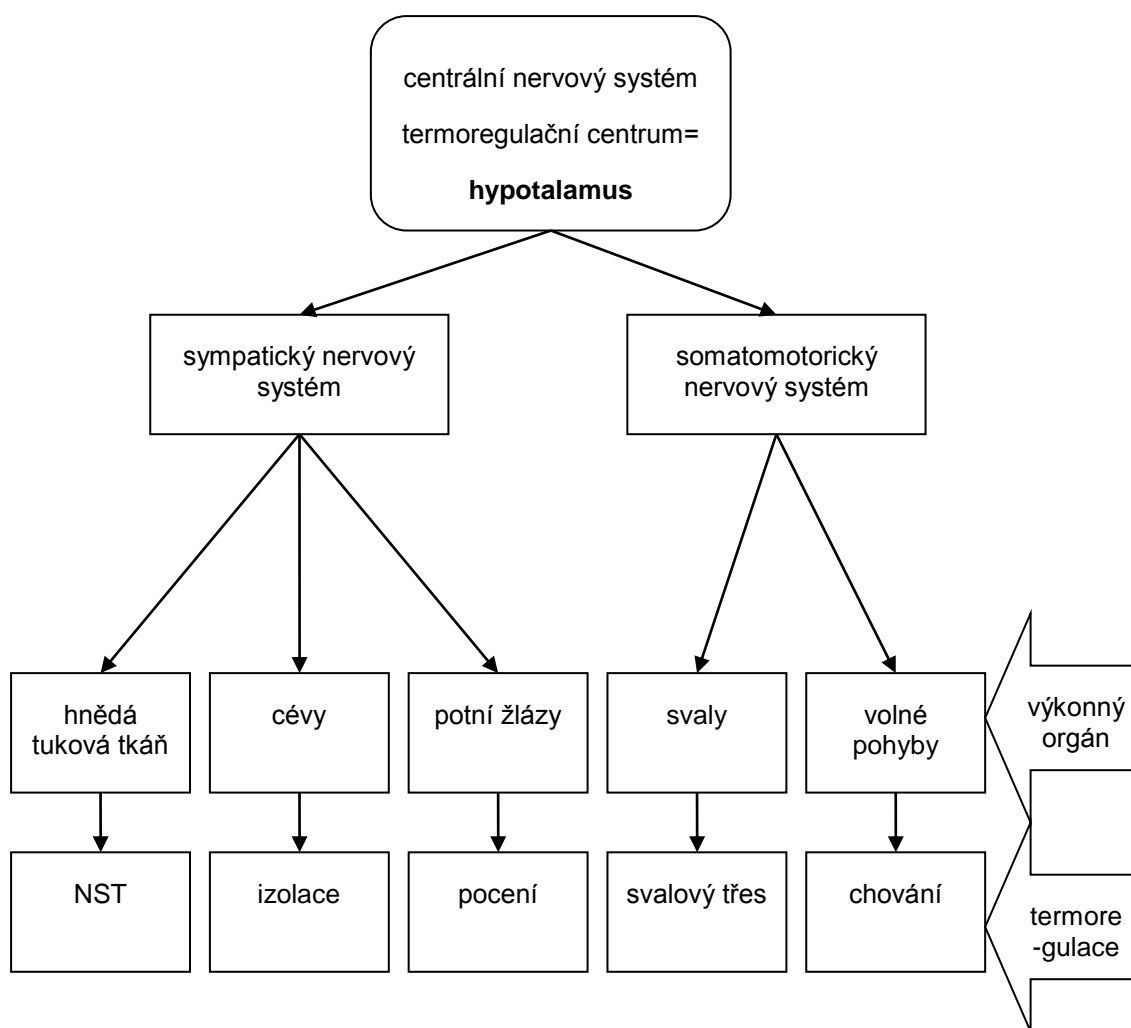 centrální nervový systém
termoregulační centrum=
hypotalamus
sympatický nervový
systém
somatomotorický
nervový systém
hnědá
tuková tkáň
cévy
potní žlázy
svaly
volné
pohyby
výkonný
orgán
NST
izolace
pocení
svalový třes
chování
termore
-gulace